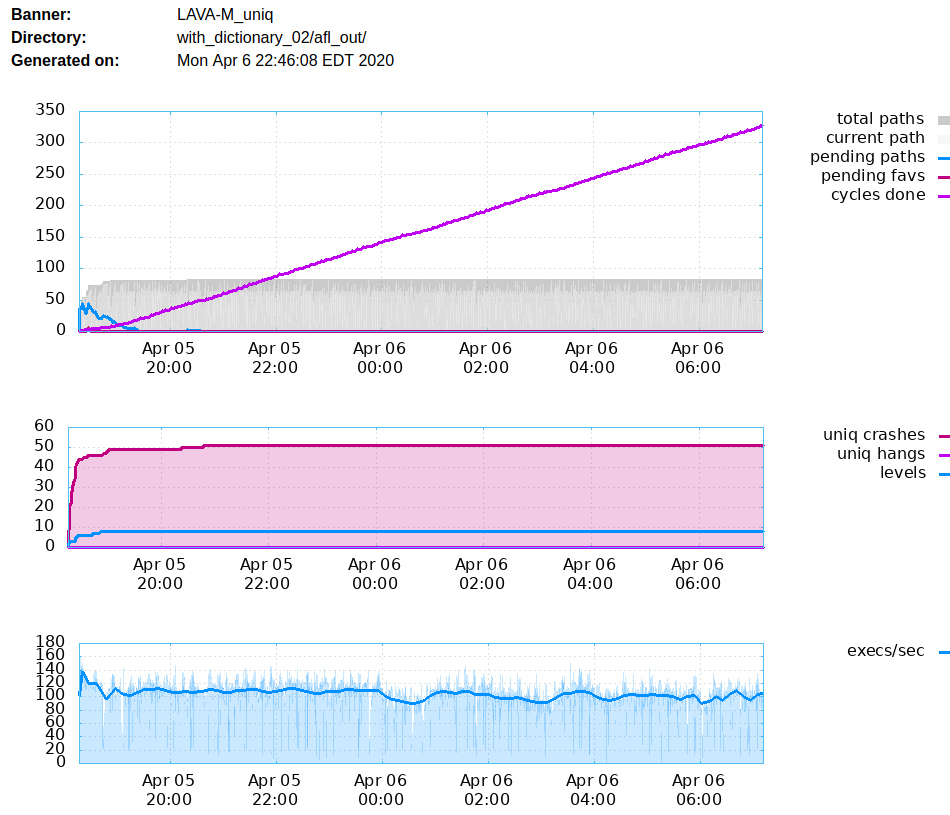 Banner: LAVA-M_uniq
Directory: with_dictionary_02/afl_out/
Generated on: Mon Apr 6 22:46:08 EDT 2020
350
300
250
200
150
100
50
0
Apr 05 Apr 05 Apr 06 Apr 06 Apr 06 Apr 06
20:00 22:00 00:00 02:00 04:00 06:00
total paths
current path
pending paths
pending favs
cycles done
60
50
40
30
20
10
0
Apr 05 Apr 05 Apr 06 Apr 06 Apr 06 Apr 06
20:00 22:00 00:00 02:00 04:00 06:00
uniq crashes
uniq hangs
levels
180
160
140
120
100
80
60
40
20
0
Apr 05 Apr 05 Apr 06 Apr 06 Apr 06 Apr 06
20:00 22:00 00:00 02:00 04:00 06:00
execs/sec